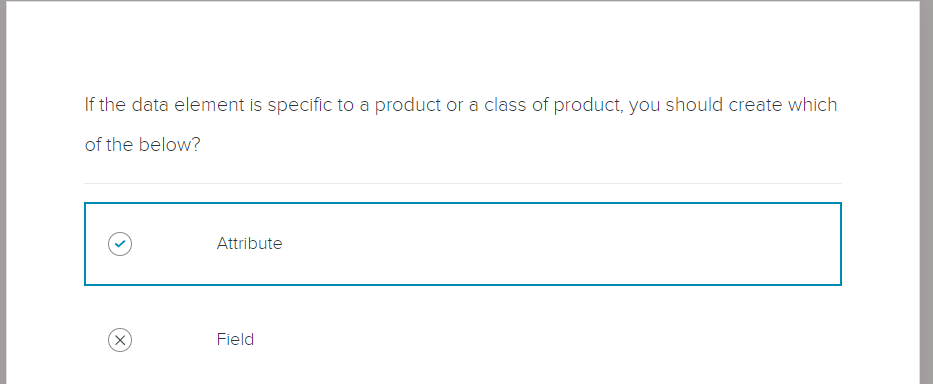 If the data element is specific to a product or a class of product, you should create which
of the below?
Attribute
Field